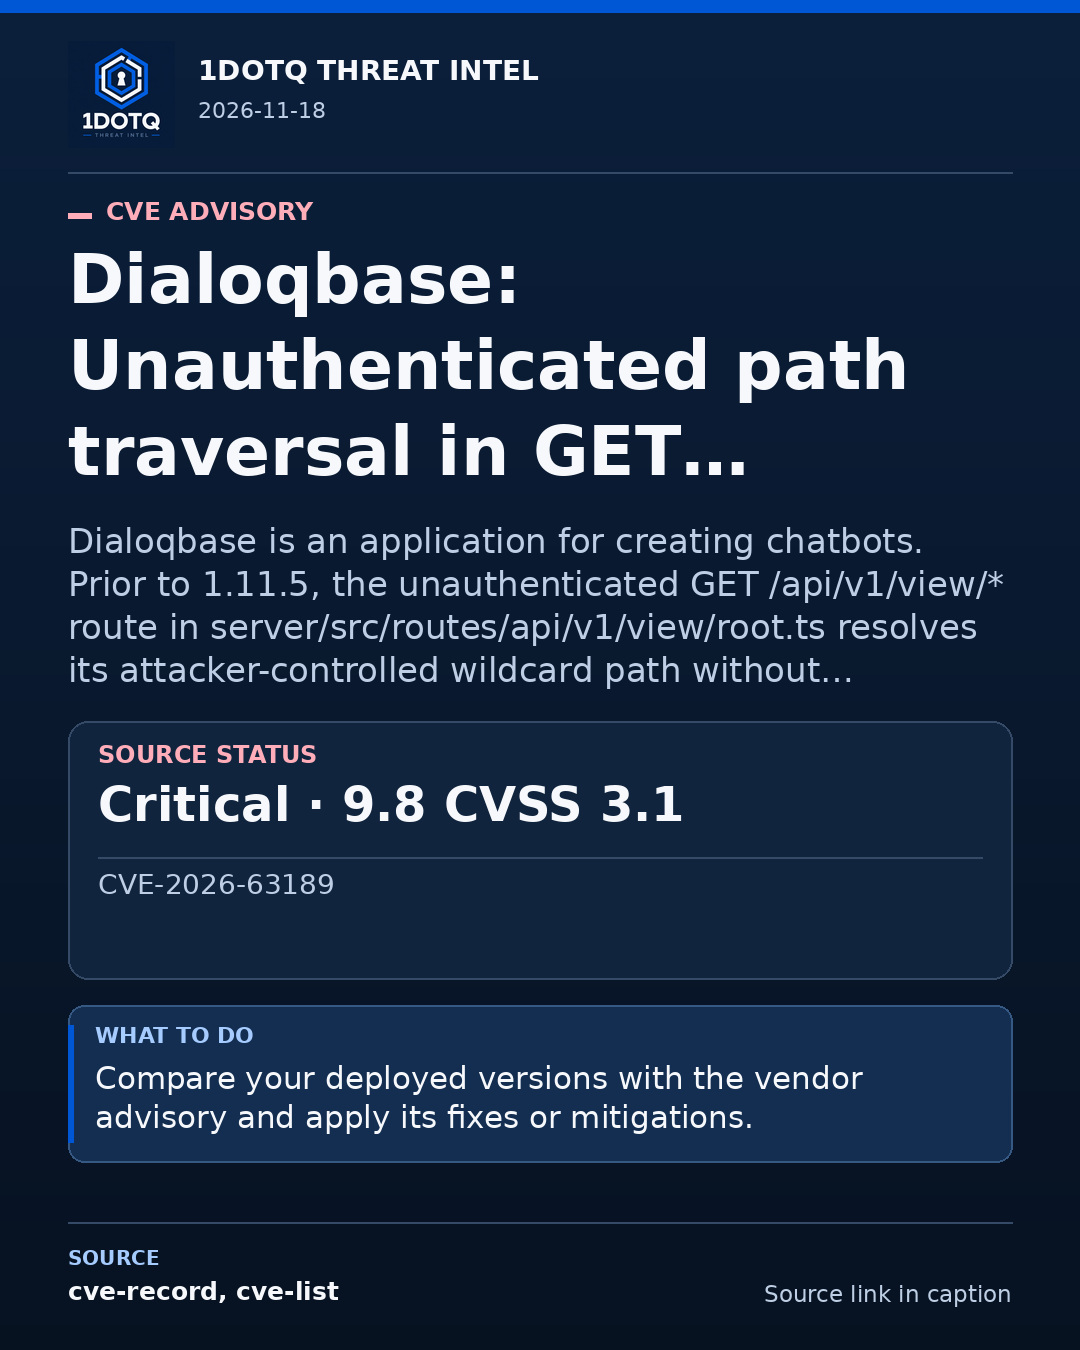 1DOTQ
THREAT INTEL
1DOTQ THREAT INTEL
2026-11-18
CVE ADVISORY
Dialoqbase:
Unauthenticated path
traversal in GET…
Dialoqbase is an application for creating chatbots.
Prior to 1.11.5, the unauthenticated GET /api/v1/view/*
route in server/src/routes/api/v1/view/root.ts resolves
its attacker-controlled wildcard path without…
SOURCE STATUS
Critical · 9.8 CVSS 3.1
CVE-2026-63189
WHAT TO DO
Compare your deployed versions with the vendor
advisory and apply its fixes or mitigations.
SOURCE
cve-record, cve-list
Source link in caption